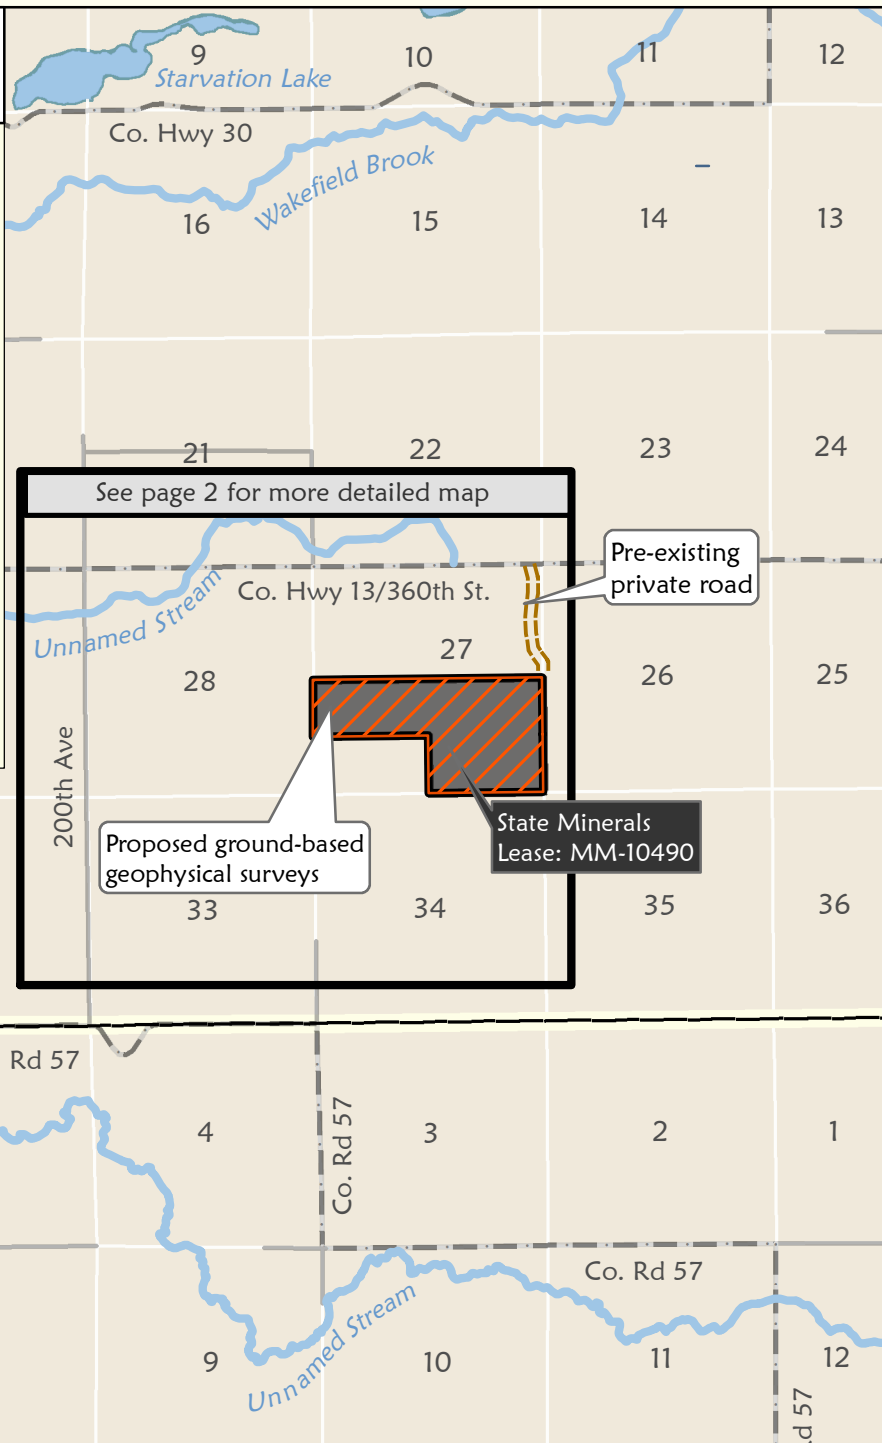 9
10
11
12
Starvation Lake
Co. Hwy 30
Wakefield Brook
16
15
14
13
21
22
23
24
See page 2 for more detailed map
Pre-existing
private road
Co. Hwy 13/360th St.
Unnamed Stream
27
28
26
25
200th Ave
State Minerals
Lease: MM-10490
Proposed ground-based
geophysical surveys
33
34
35
36
Rd 57
4
Co. Rd 57
3
2
1
Co. Rd 57
Unnamed Stream
9
10
11
12
.d 57